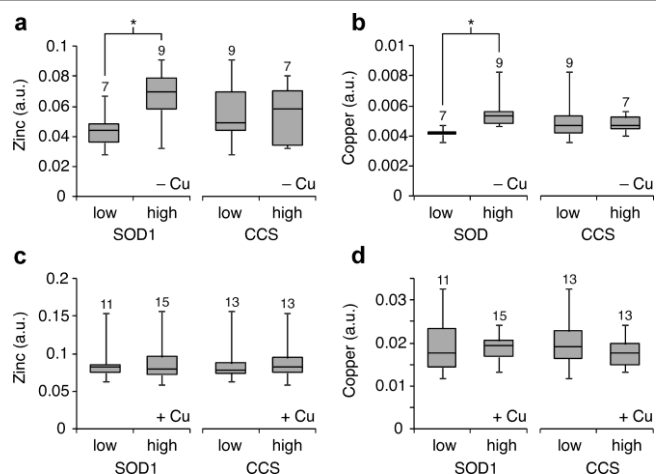 a
*
0.1
0.08
0.06
0.04
0.02
0
Zinc (a.u.)
7
9
9
7
– Cu
– Cu
low
high
low
high
SOD1
CCS
b
*
0.01
0.008
0.006
0.004
0.002
0
Copper (a.u.)
7
9
9
7
– Cu
– Cu
low
high
low
high
SOD
CCS
c
0.2
0.15
0.1
0.05
0
Zinc (a.u.)
11
15
13
13
+ Cu
+ Cu
low
high
low
high
SOD1
CCS
d
0.03
0.02
0.01
0
Copper (a.u.)
11
15
13
13
+ Cu
+ Cu
low
high
low
high
SOD1
CCS